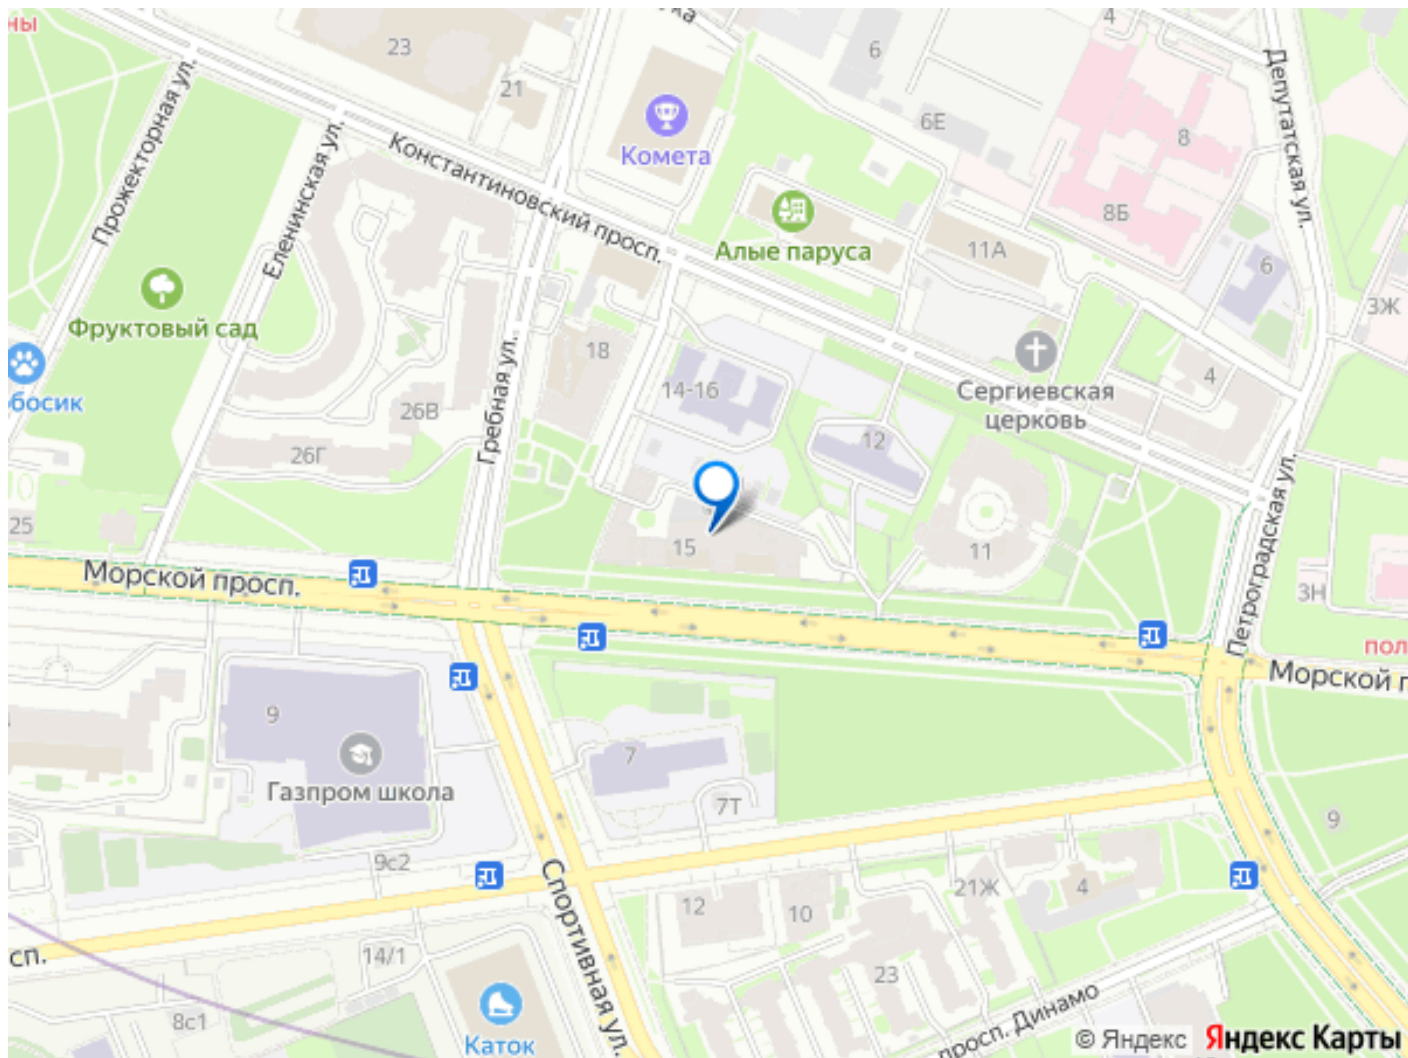 ны
23
21
6
4
6Е
8
Комета
Прожекторная ул.
Еленинская ул.
Константиновский просп.
Депутатская ул.
8Б
Алые паруса
11А
6
3Ж
Фруктовый сад
18
Гребная ул.
14-16
Сергиевская
церковь
4
босик
26В
26Г
12
25
15
11
Петроградская ул.
Морской просп.
3Н
пол
Морской п
9
7
Газпром школа
7Т
9
9с2
Спортивная ул.
12
10
21Ж
4
сп.
14/1
23
8с1
Каток
просп. Динамо
© Яндекс Яндекс Карты